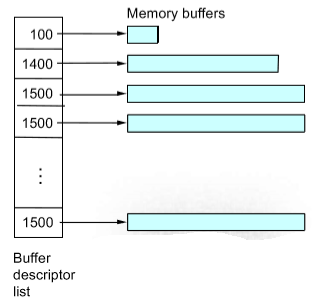 Memory buffers
100
1400
1500
1500
⋮
1500
Buffer
descriptor
list